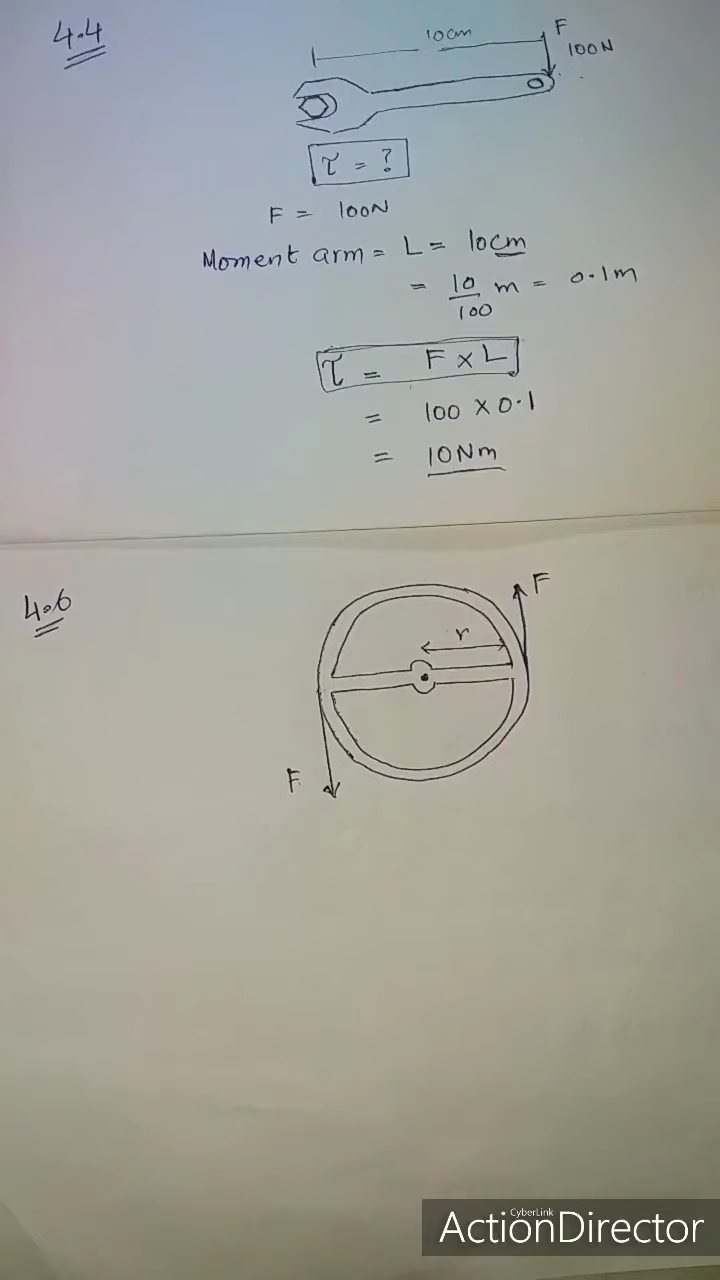 4.4
10cm
F
100N
τ = ?
F = 100N
Moment arm = L = 10cm
= 10/100 m = 0.1m
τ = F × L
= 100 × 0.1
= 10Nm
4.6
F
r
F
CyberLink
ActionDirector